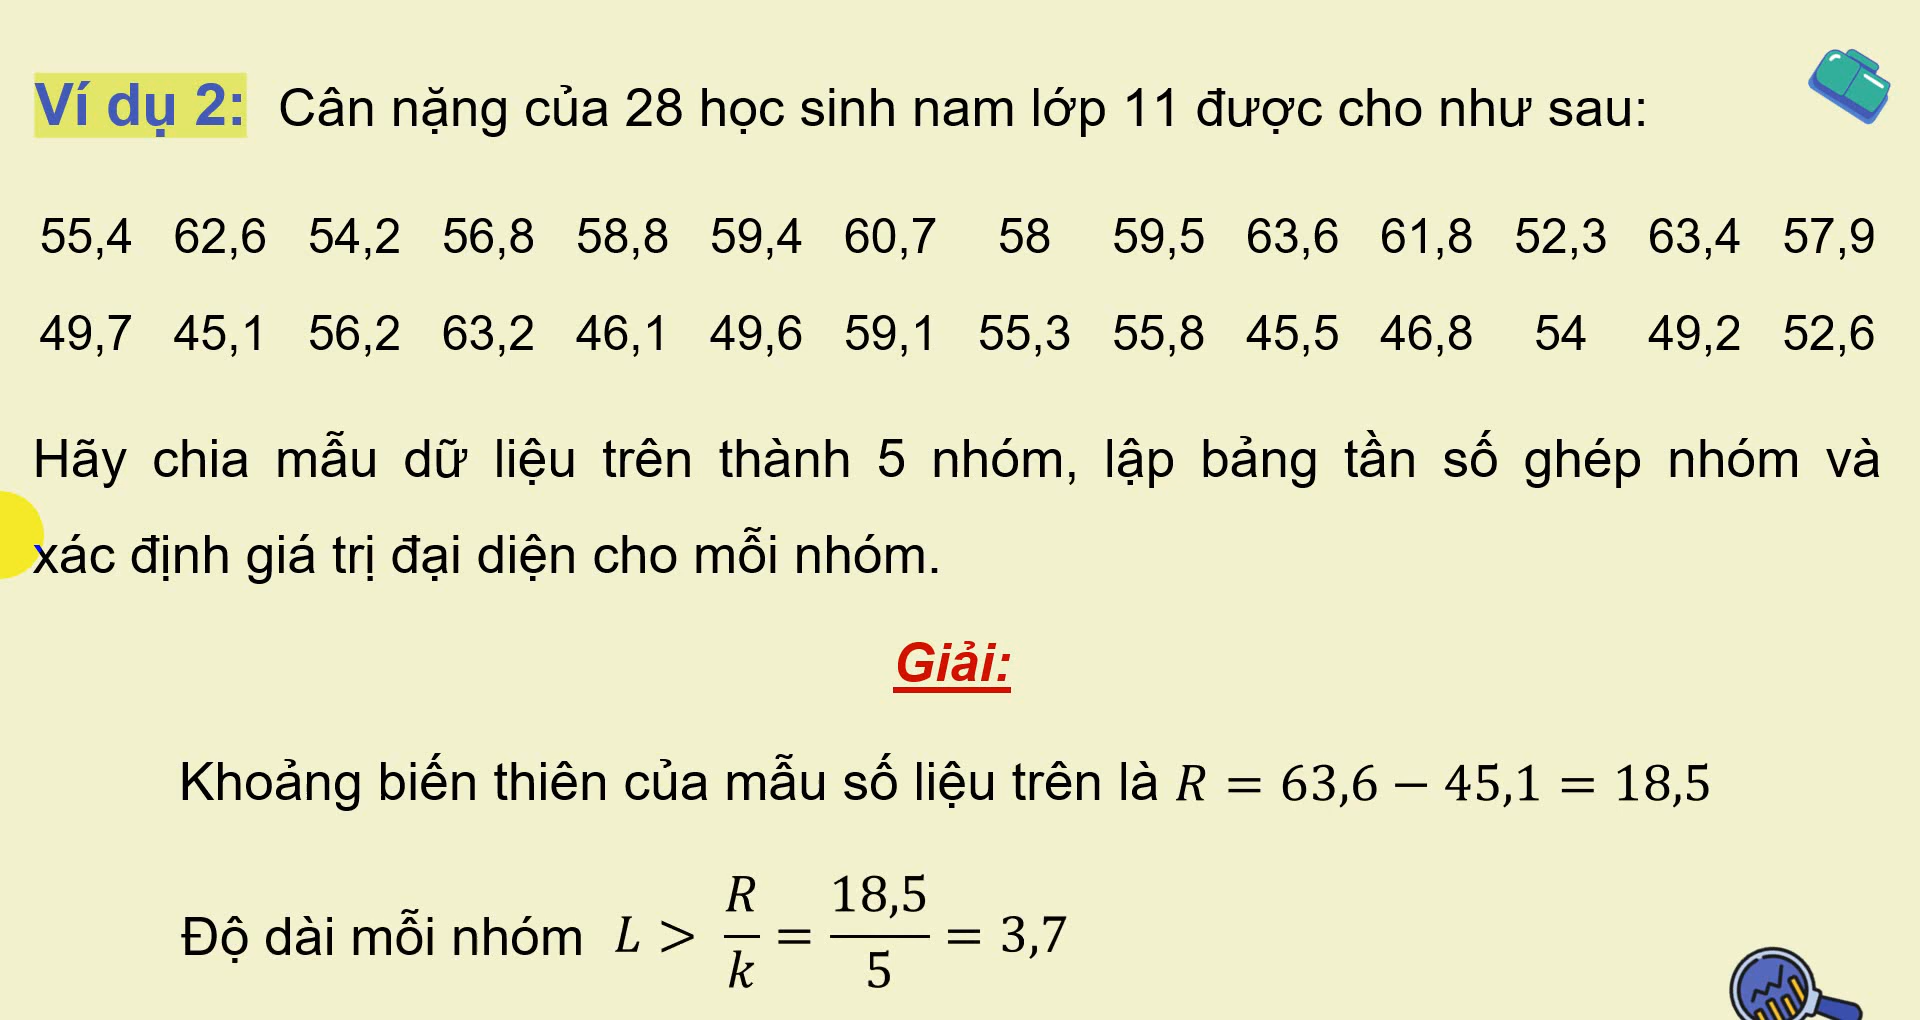 Ví dụ 2: Cân nặng của 28 học sinh nam lớp 11 được cho như sau:
55,4 62,6 54,2 56,8 58,8 59,4 60,7 58 59,5 63,6 61,8 52,3 63,4 57,9
49,7 45,1 56,2 63,2 46,1 49,6 59,1 55,3 55,8 45,5 46,8 54 49,2 52,6
Hãy chia mẫu dữ liệu trên thành 5 nhóm, lập bảng tần số ghép nhóm và
xác định giá trị đại diện cho mỗi nhóm.
Giải:
Khoảng biến thiên của mẫu số liệu trên là R = 63,6 − 45,1 = 18,5
Độ dài mỗi nhóm L > R/k = 18,5/5 = 3,7